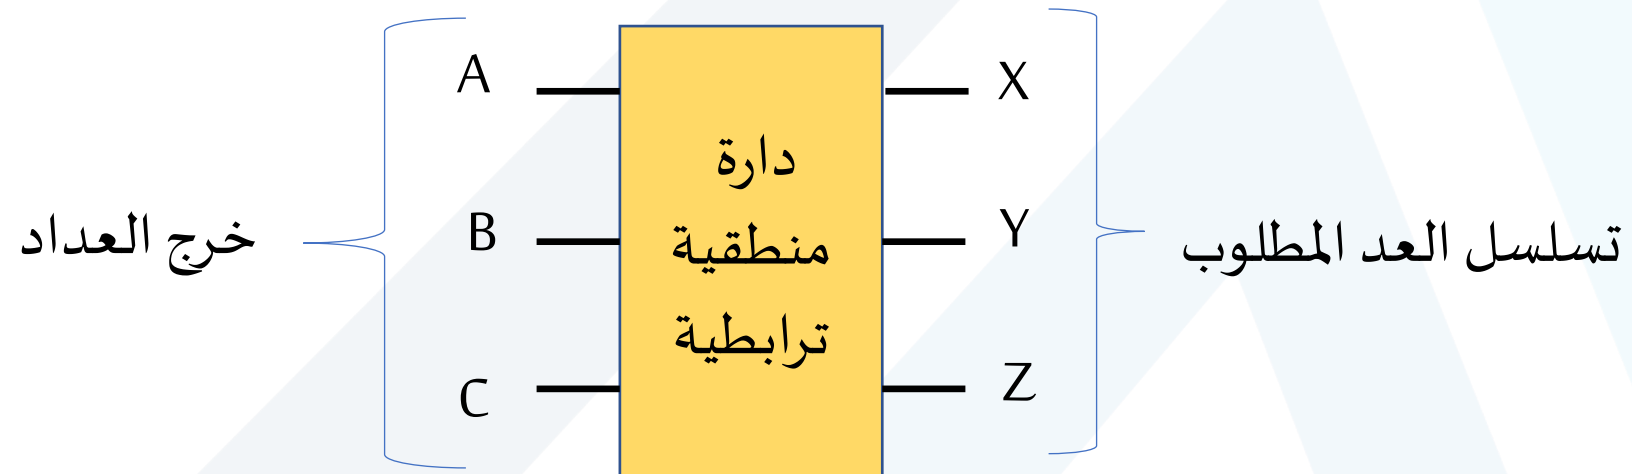 خرج العداد
A
B
C
دارة
منطقية
ترابطية
X
Y
Z
تسلسل العد المطلوب